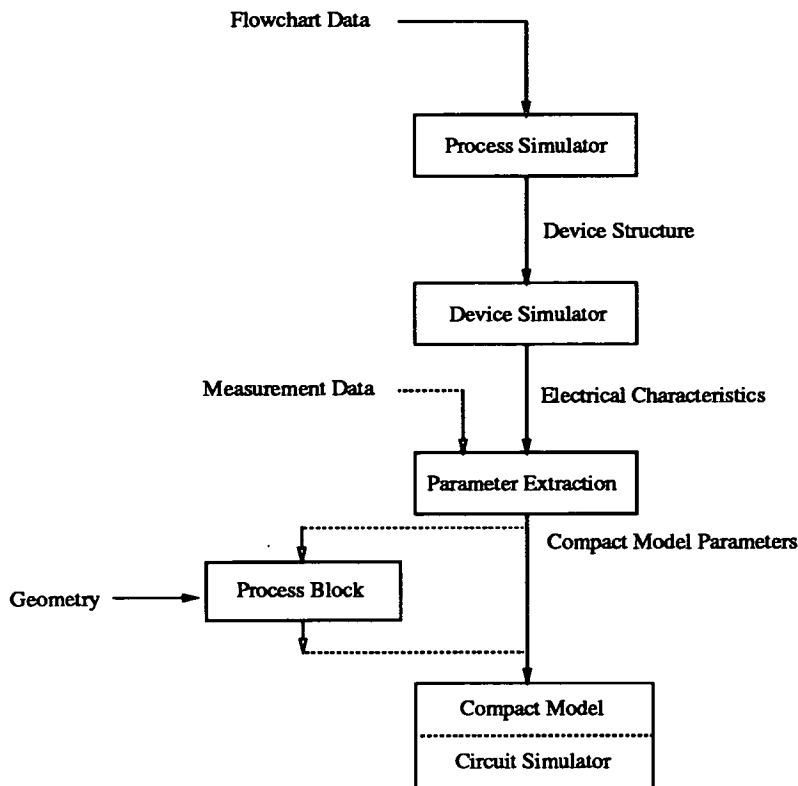 Flowchart Data
Process Simulator
Device Structure
Device Simulator
Measurement Data
Electrical Characteristics
Parameter Extraction
Compact Model Parameters
Process Block
Geometry
Compact Model
Circuit Simulator